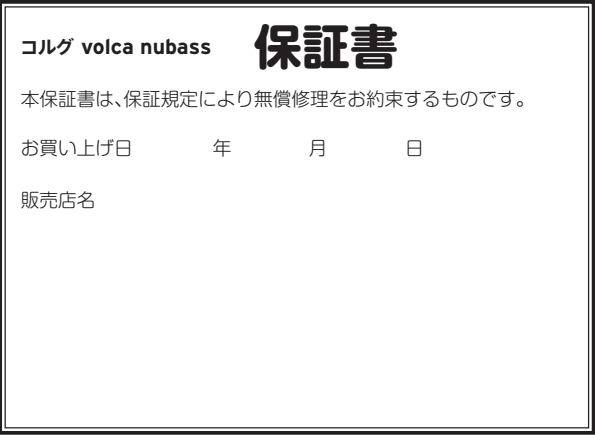 コルグ volca nubass 保証書
本保証書は、保証規定により無償修理をお約束するものです。
お買い上げ日 年 月 日
販売店名